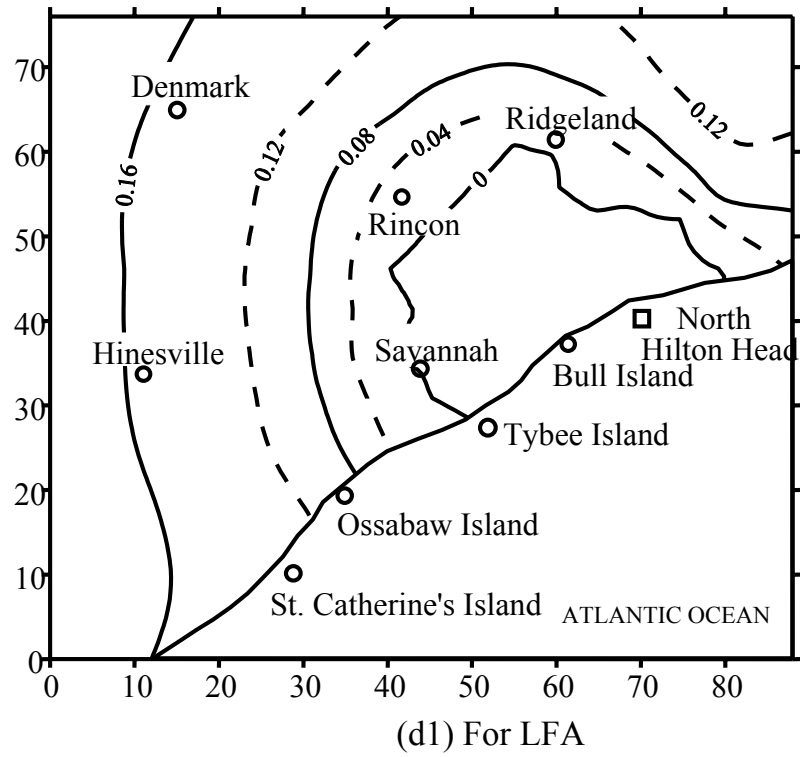 70
Denmark
0.12
Ridgeland
60
0.12
0.08
0.04
0.16
0
50
Rincon
40
North
Hilton Head
Hinesville
Savannah
Bull Island
30
Tybee Island
20
Ossabaw Island
10
St. Catherine's Island
ATLANTIC OCEAN
0
0 10 20 30 40 50 60 70 80
(d1) For LFA